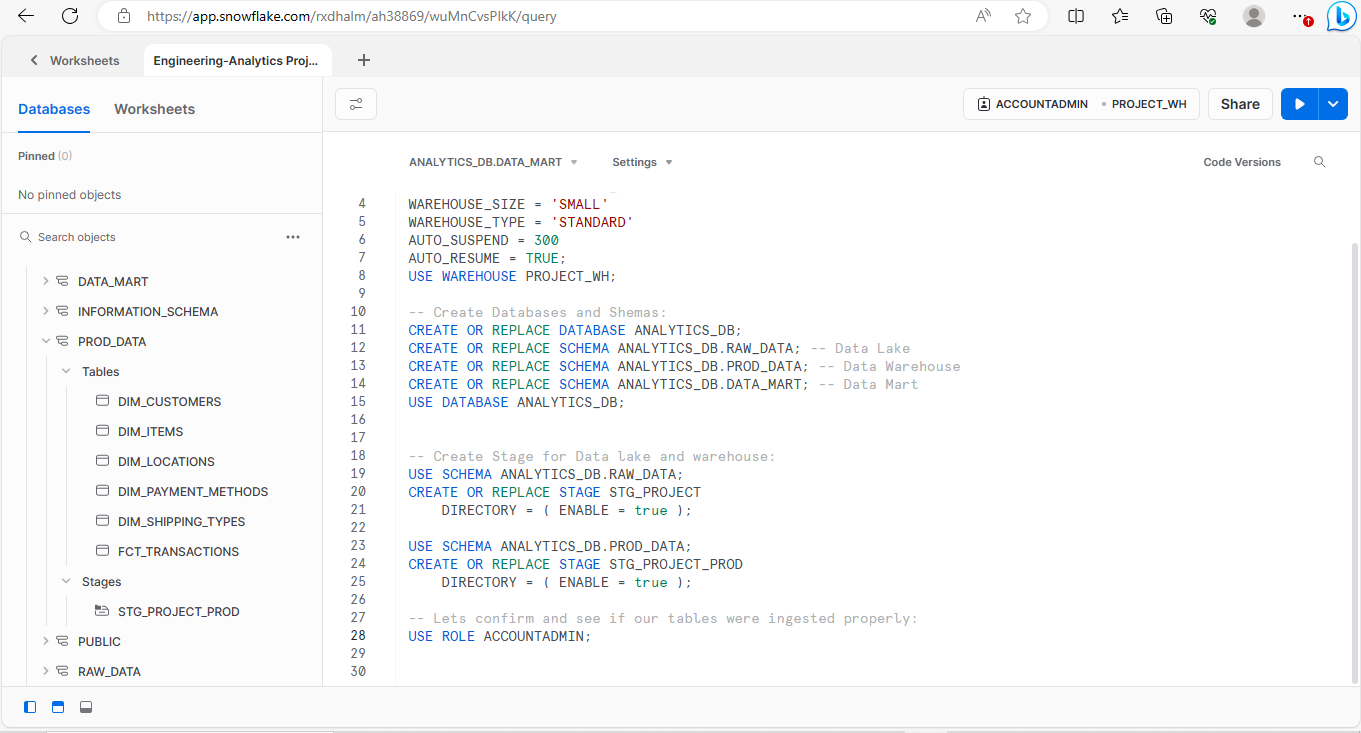 https://app.snowflake.com/rxdhalm/ah38869/wuMnCvsPIkK/query
Worksheets
Engineering-Analytics Proj...
Databases
Worksheets
ACCOUNTADMIN
PROJECT_WH
Share
Pinned (0)
No pinned objects
Search objects
DATA_MART
INFORMATION_SCHEMA
PROD_DATA
Tables
DIM_CUSTOMERS
DIM_ITEMS
DIM_LOCATIONS
DIM_PAYMENT_METHODS
DIM_SHIPPING_TYPES
FCT_TRANSACTIONS
Stages
STG_PROJECT_PROD
PUBLIC
RAW_DATA
ANALYTICS_DB.DATA_MART
Settings
Code Versions
4 WAREHOUSE_SIZE = 'SMALL'
5 WAREHOUSE_TYPE = 'STANDARD'
6 AUTO_SUSPEND = 300
7 AUTO_RESUME = TRUE;
8 USE WAREHOUSE PROJECT_WH;
9
10 -- Create Databases and Shemas:
11 CREATE OR REPLACE DATABASE ANALYTICS_DB;
12 CREATE OR REPLACE SCHEMA ANALYTICS_DB.RAW_DATA; -- Data Lake
13 CREATE OR REPLACE SCHEMA ANALYTICS_DB.PROD_DATA; -- Data Warehouse
14 CREATE OR REPLACE SCHEMA ANALYTICS_DB.DATA_MART; -- Data Mart
15 USE DATABASE ANALYTICS_DB;
16
17
18 -- Create Stage for Data lake and warehouse:
19 USE SCHEMA ANALYTICS_DB.RAW_DATA;
20 CREATE OR REPLACE STAGE STG_PROJECT
21 DIRECTORY = ( ENABLE = true );
22
23 USE SCHEMA ANALYTICS_DB.PROD_DATA;
24 CREATE OR REPLACE STAGE STG_PROJECT_PROD
25 DIRECTORY = ( ENABLE = true );
26
27 -- Lets confirm and see if our tables were ingested properly:
28 USE ROLE ACCOUNTADMIN;
29
30